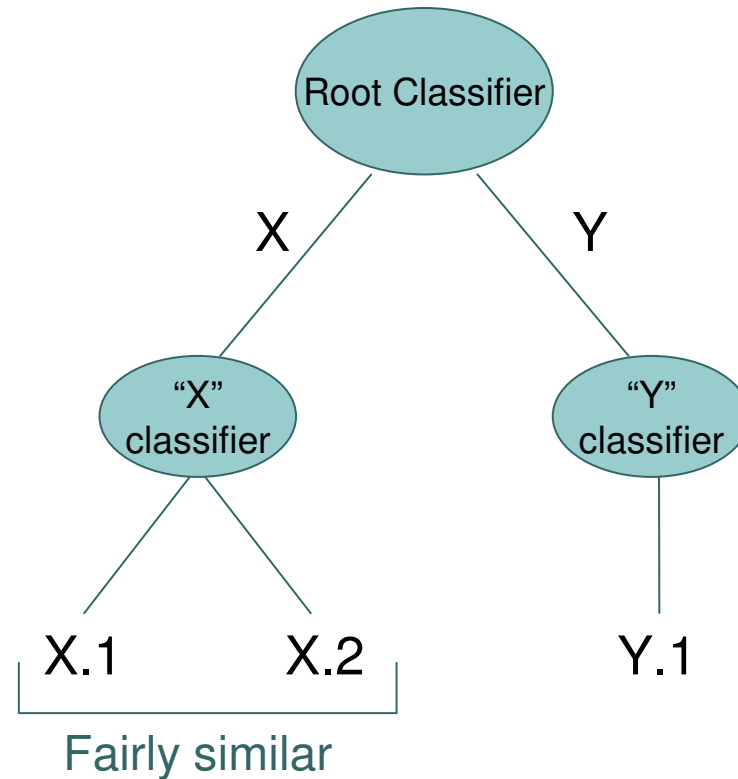 Root Classifier
X
Y
“X”
classifier
“Y”
classifier
X.1
X.2
Y.1
Fairly similar